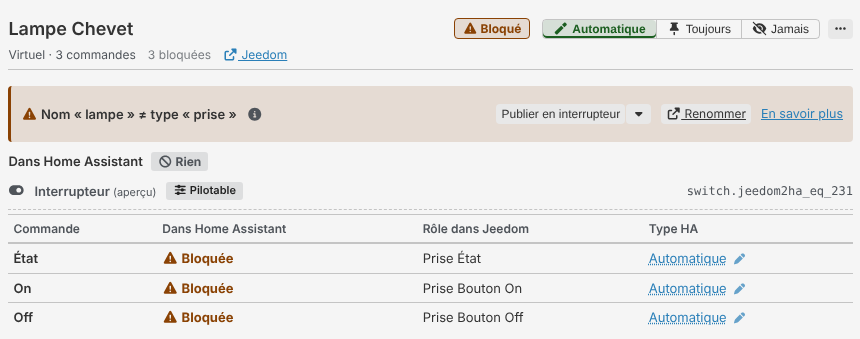 Lampe Chevet
Bloqué
Automatique
Toujours
Jamais
Virtuel · 3 commandes 3 bloquées Jeedom
Nom « lampe » ≠ type « prise »
Publier en interrupteur
Renommer
En savoir plus
Dans Home Assistant Rien
Interrupteur (aperçu) Pilotable switch.jeedom2ha_eq_231
Commande Dans Home Assistant Rôle dans Jeedom Type HA
État Bloquée Prise État Automatique
On Bloquée Prise Bouton On Automatique
Off Bloquée Prise Bouton Off Automatique